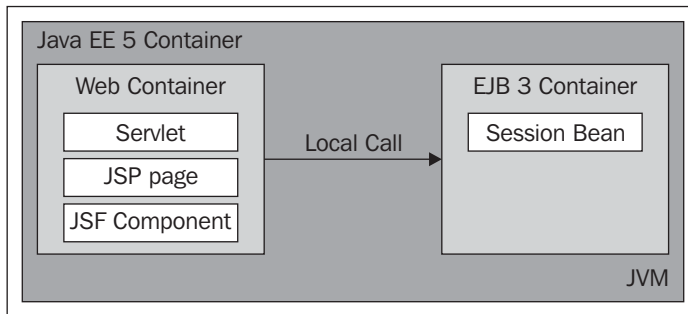 Java EE 5 Container
Web Container
Servlet
JSP page
JSF Component
Local Call
EJB 3 Container
Session Bean
JVM